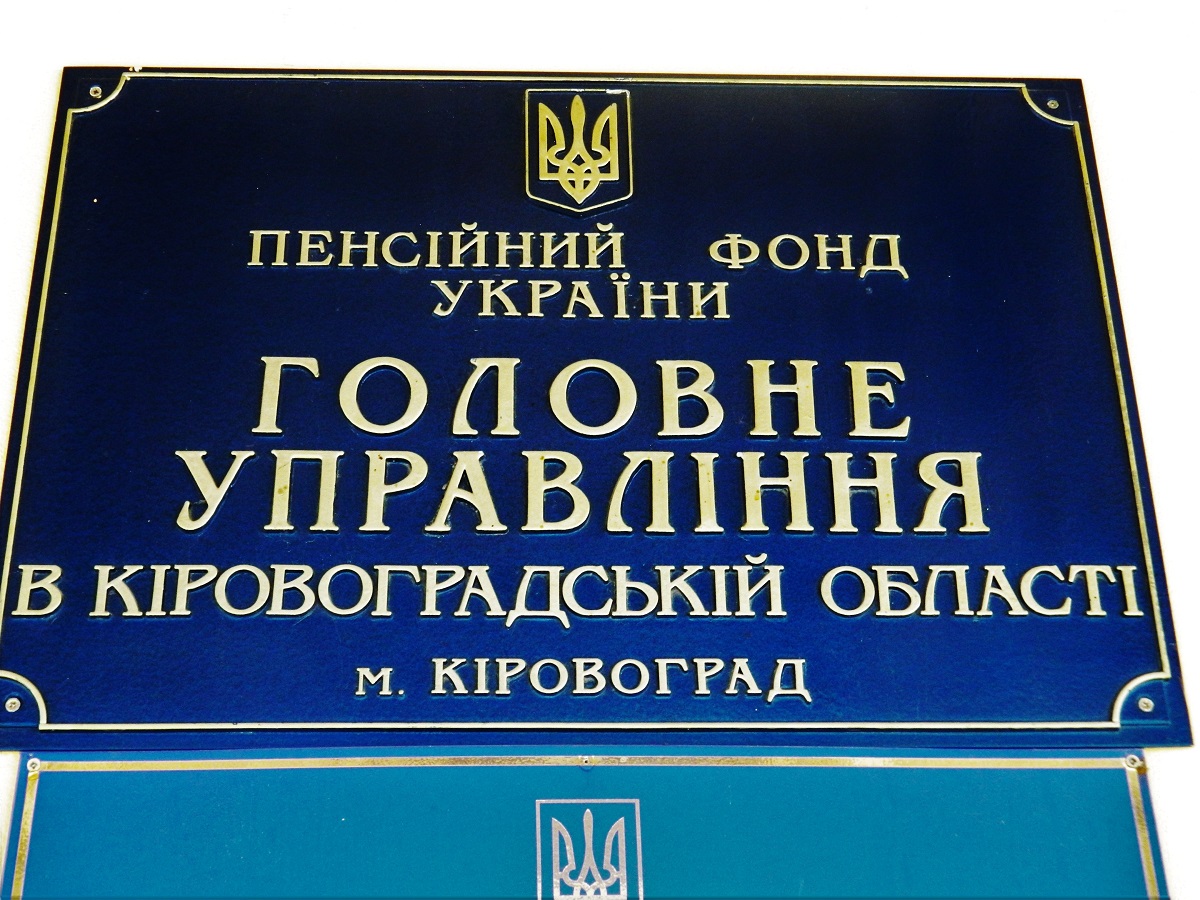 ПЕНСІЙНИЙ ФОНД
УКРАЇНИ
ГОЛОВНЕ
УПРАВЛІННЯ
В КІРОВОГРАДСЬКІЙ ОБЛАСТІ
м. КІРОВОГРАД